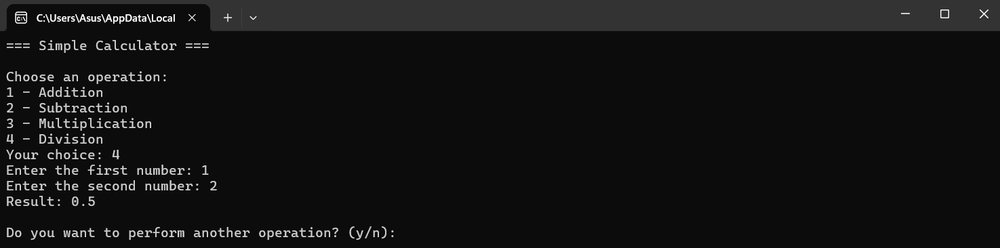 C:\Users\Asus\AppData\Local
=== Simple Calculator ===
Choose an operation:
1 - Addition
2 - Subtraction
3 - Multiplication
4 - Division
Your choice: 4
Enter the first number: 1
Enter the second number: 2
Result: 0.5
Do you want to perform another operation? (y/n):